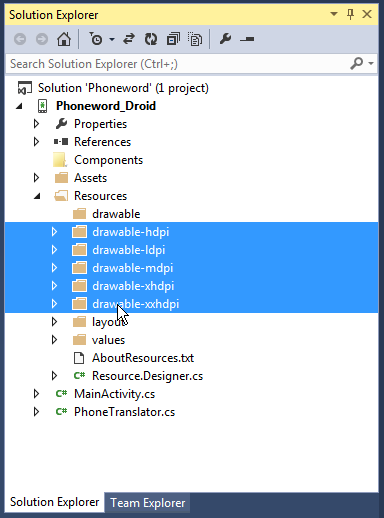 Solution Explorer
Search Solution Explorer (Ctrl+;)
Solution 'Phoneword' (1 project)
Phoneword_Droid
Properties
References
Components
Assets
Resources
drawable
drawable-hdpi
drawable-ldpi
drawable-mdpi
drawable-xhdpi
drawable-xxhdpi
layout
values
AboutResources.txt
C# Resource.Designer.cs
C# MainActivity.cs
C# PhoneTranslator.cs
Solution Explorer Team Explorer